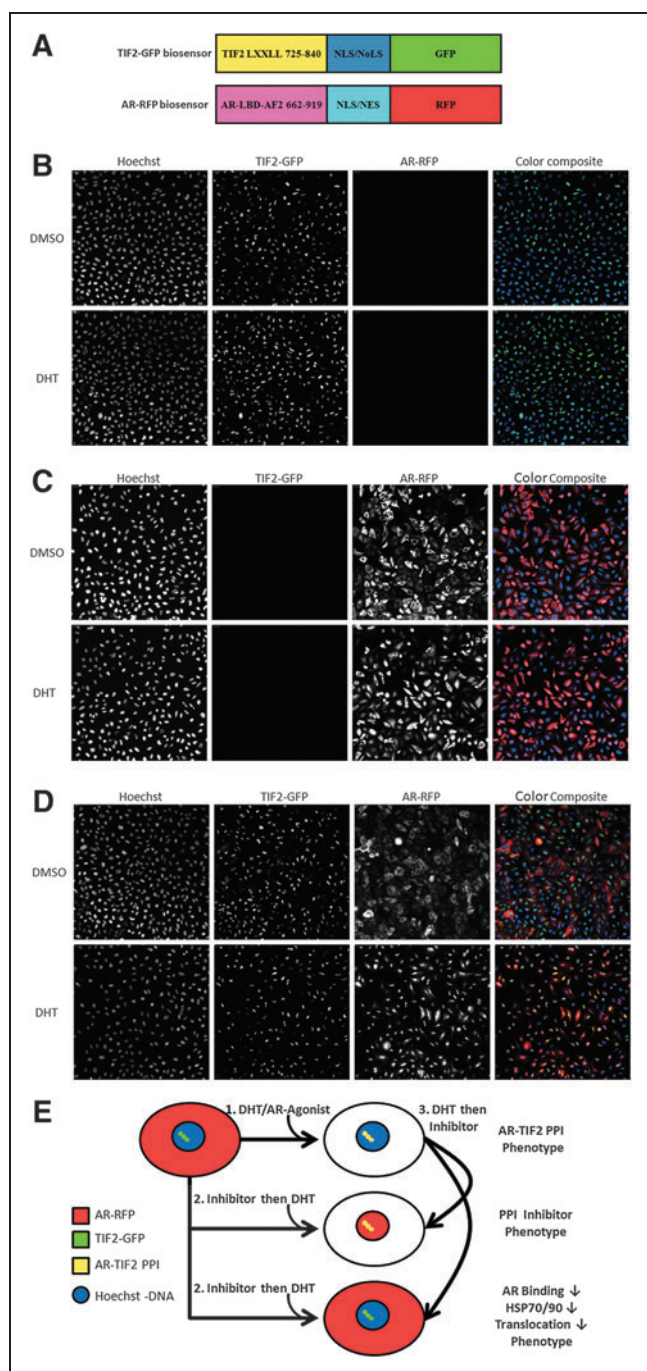 A
TIF2-GFP biosensor
TIF2 LXXLL 725-840
NLS/NoLS
GFP
AR-RFP biosensor
AR-LBD-AF2 662-919
NLS/NES
RFP
B
Hoechst
TIF2-GFP
AR-RFP
Color composite
DMSO
DHT
C
Hoechst
TIF2-GFP
AR-RFP
Color Composite
DMSO
DHT
D
Hoechst
TIF2-GFP
AR-RFP
Color Composite
DMSO
DHT
E
1. DHT/AR-Agonist
3. DHT then
Inhibitor
AR-TIF2 PPI
Phenotype
2. Inhibitor then DHT
PPI Inhibitor
Phenotype
AR-RFP
TIF2-GFP
AR-TIF2 PPI
Hoechst -DNA
2. Inhibitor then DHT
AR Binding ↓
HSP70/90 ↓
Translocation ↓
Phenotype